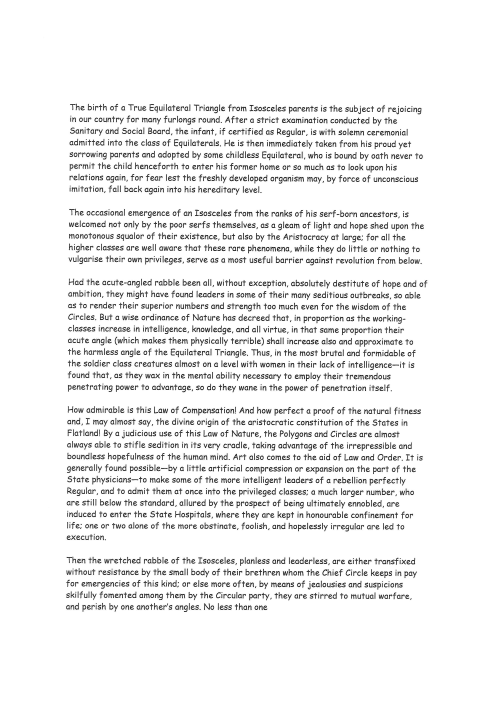 The birth of a True Equilateral Triangle from Isosceles parents is the subject of rejoicing
in our country for many furlongs round. After a strict examination conducted by the
Sanitary and Social Board, the infant, if certified as Regular, is with solemn ceremonial
admitted into the class of Equilaterals. He is then immediately taken from his proud yet
sorrowing parents and adopted by some childless Equilateral, who is bound by oath never to
permit the child henceforth to enter his former home or so much as to look upon his
relations again, for fear lest the freshly developed organism may, by force of unconscious
imitation, fall back again into his hereditary level.

The occasional emergence of an Isosceles from the ranks of his serf-born ancestors, is
welcomed not only by the poor serfs themselves, as a gleam of light and hope shed upon the
monotonous squalor of their existence, but also by the Aristocracy at large; for all the
higher classes are well aware that these rare phenomena, while they do little or nothing to
vulgarise their own privileges, serve as a most useful barrier against revolution from below.

Had the acute-angled rabble been all, without exception, absolutely destitute of hope and of
ambition, they might have found leaders in some of their many seditious outbreaks, so able
as to render their superior numbers and strength too much even for the wisdom of the
Circles. But a wise ordinance of Nature has decreed that, in proportion as the working-
classes increase in intelligence, knowledge, and all virtue, in that same proportion their
acute angle (which makes them physically terrible) shall increase also and approximate to
the harmless angle of the Equilateral Triangle. Thus, in the most brutal and formidable of
the soldier class creatures almost on a level with women in their lack of intelligence—it is
found that, as they wax in the mental ability necessary to employ their tremendous
penetrating power to advantage, so do they wane in the power of penetration itself.

How admirable is this Law of Compensation! And how perfect a proof of the natural fitness
and, I may almost say, the divine origin of the aristocratic constitution of the States in
Flatland! By a judicious use of this Law of Nature, the Polygons and Circles are almost
always able to stifle sedition in its very cradle, taking advantage of the irrepressible and
boundless hopefulness of the human mind. Art also comes to the aid of Law and Order. It is
generally found possible—by a little artificial compression or expansion on the part of the
State physicians—to make some of the more intelligent leaders of a rebellion perfectly
Regular, and to admit them at once into the privileged classes; a much larger number, who
are still below the standard, allured by the prospect of being ultimately ennobled, are
induced to enter the State Hospitals, where they are kept in honourable confinement for
life; one or two alone of the more obstinate, foolish, and hopelessly irregular are led to
execution.

Then the wretched rabble of the Isosceles, planless and leaderless, are either transfixed
without resistance by the small body of their brethren whom the Chief Circle keeps in pay
for emergencies of this kind; or else more often, by means of jealousies and suspicions
skilfully fomented among them by the Circular party, they are stirred to mutual warfare,
and perish by one another's angles. No less than one